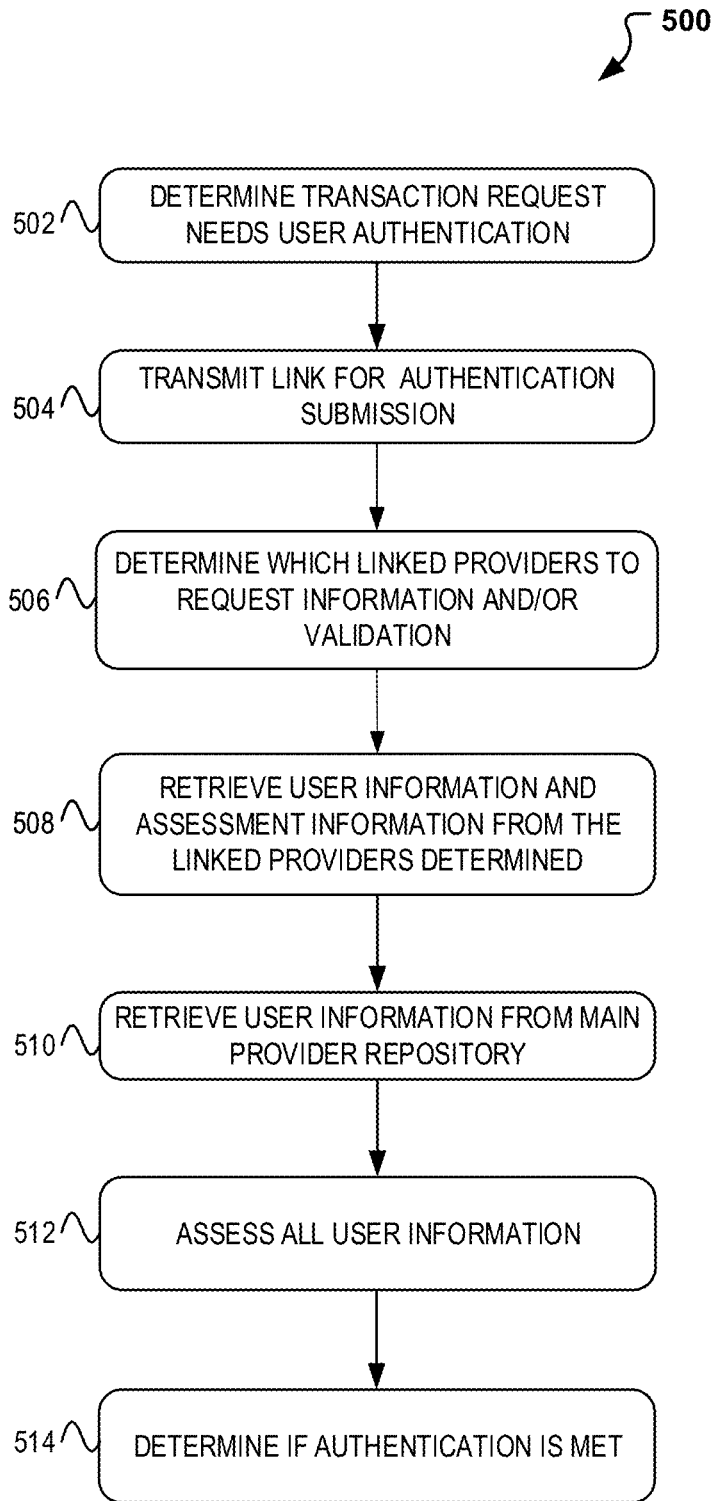 500
502
DETERMINE TRANSACTION REQUEST
NEEDS USER AUTHENTICATION
504
TRANSMIT LINK FOR AUTHENTICATION
SUBMISSION
506
DETERMINE WHICH LINKED PROVIDERS TO
REQUEST INFORMATION AND/OR
VALIDATION
508
RETRIEVE USER INFORMATION AND
ASSESSMENT INFORMATION FROM THE
LINKED PROVIDERS DETERMINED
510
RETRIEVE USER INFORMATION FROM MAIN
PROVIDER REPOSITORY
512
ASSESS ALL USER INFORMATION
514
DETERMINE IF AUTHENTICATION IS MET